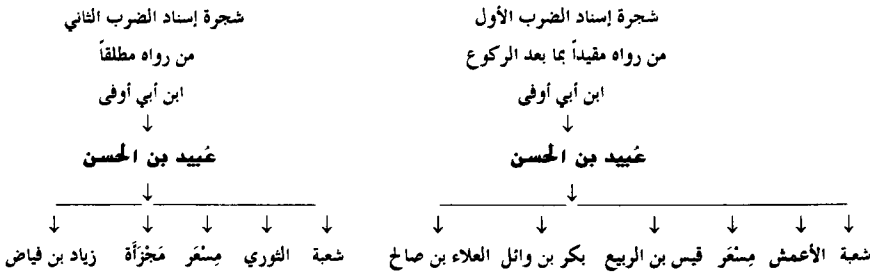 شجرة إسناد الضرب الأول
من رواه مقيداً بما بعد الركوع
ابن أبي أوفى
↓
عُبيد بن الحسن
↓
↓ ↓ ↓ ↓ ↓ ↓
شعبة الأعمش مِسْعَر قيس بن الربيع بكر بن وائل العلاء بن صالح
شجرة إسناد الضرب الثاني
من رواه مطلقاً
ابن أبي أوفى
↓
عُبيد بن الحسن
↓
↓ ↓ ↓ ↓ ↓
شعبة الثوري مِسْعَر مَجْزَأَة زياد بن فياض